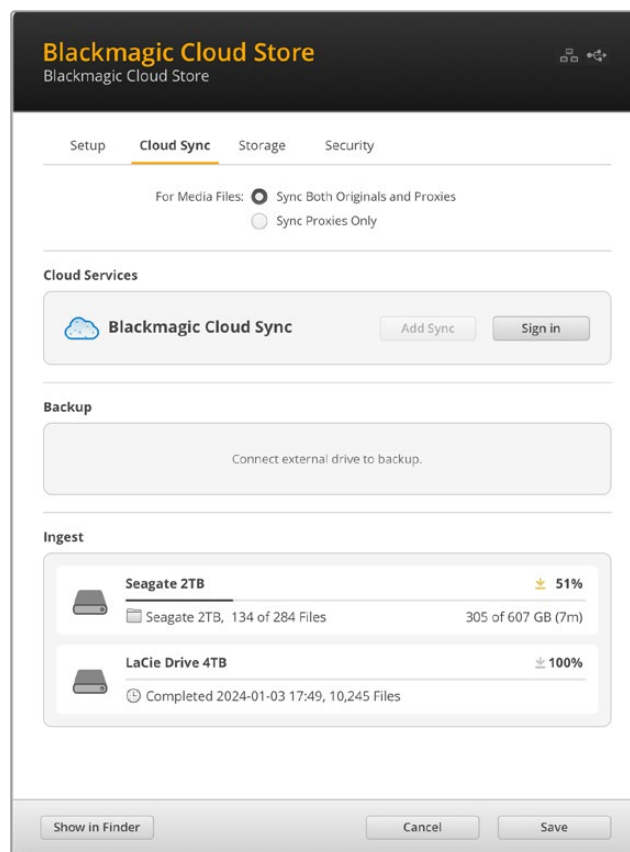 Blackmagic Cloud Store
Blackmagic Cloud Store
Setup Cloud Sync Storage Security
For Media Files: Sync Both Originals and Proxies
Sync Proxies Only
Cloud Services
Blackmagic Cloud Sync Add Sync Sign in
Backup
Connect external drive to backup.
Ingest
Seagate 2TB 51%
Seagate 2TB, 134 of 284 Files 305 of 607 GB (7m)
LaCie Drive 4TB 100%
Completed 2024-01-03 17:49, 10,245 Files
Show in Finder Cancel Save